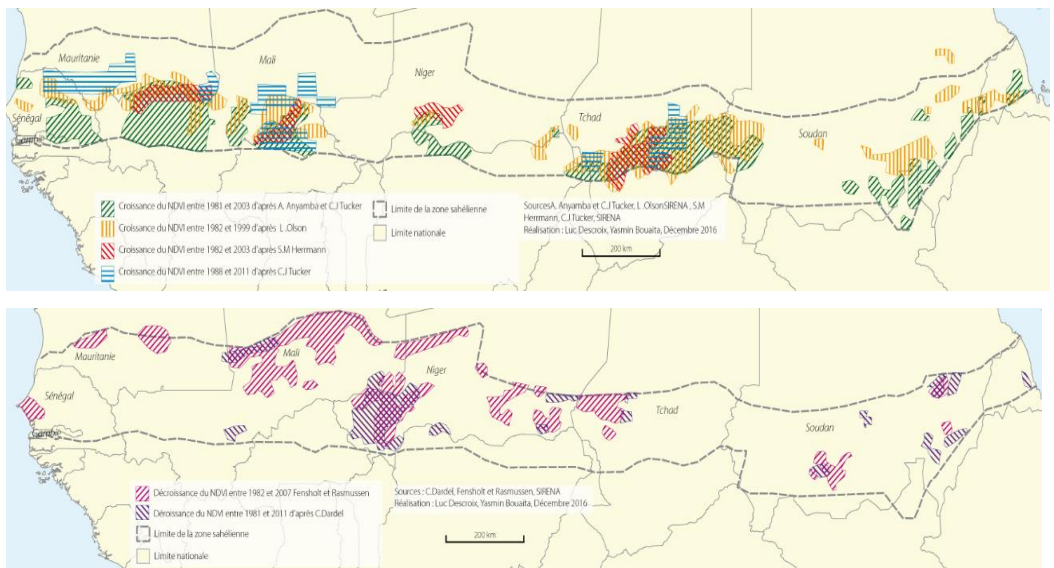 Mauritanie
Mali
Niger
Tchad
Soudan
Sénégal
Gambie
Croissance du NDVI entre 1981 et 2003 d'après A. Anyamba et C.J Tucker
Croissance du NDVI entre 1982 et 1999 d'après L .Olson
Croissance du NDVI entre 1982 et 2003 d'après S.M Herrmann
Croissance du NDVI entre 1988 et 2011 d'après C.J Tucker
Limite de la zone sahélienne
Limite nationale
SourcesA. Anyamba et C.J Tucker, L .OlsonSIRENA , S.M
Herrmann, C.J Tucker, SIRENA
Réalisation : Luc Descroix, Yasmin Bouaita, Décembre 2016
200 km
Mauritanie
Mali
Niger
Sénégal
Tchad
Gambie
Soudan
Décroissance du NDVI entre 1982 et 2007 Fensholt et Rasmussen
Déroissance du NDVI entre 1981 et 2011 d'après C.Dardel
Limite de la zone sahélienne
Limite nationale
Sources : C.Dardel, Fensholt et Rasmussen, SIRENA
Réalisation : Luc Descroix, Yasmin Bouaita, Décembre 2016
200 km